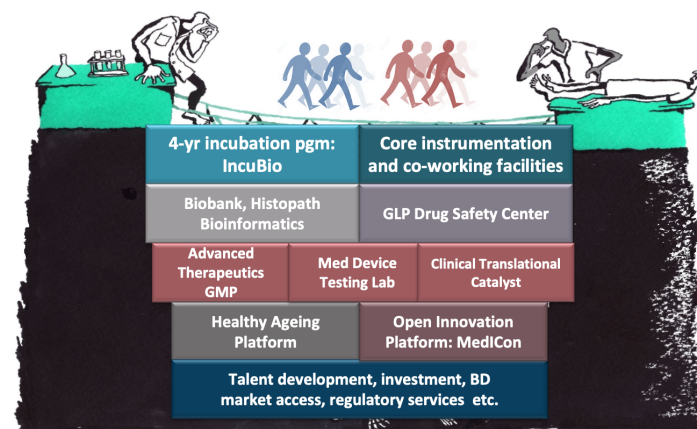 4-yr incubation pgm:
IncuBio
Core instrumentation
and co-working facilities
Biobank, Histopath
Bioinformatics
GLP Drug Safety Center
Advanced
Therapeutics
GMP
Med Device
Testing Lab
Clinical Translational
Catalyst
Healthy Ageing
Platform
Open Innovation
Platform: MedICon
Talent development, investment, BD
market access, regulatory services  etc.